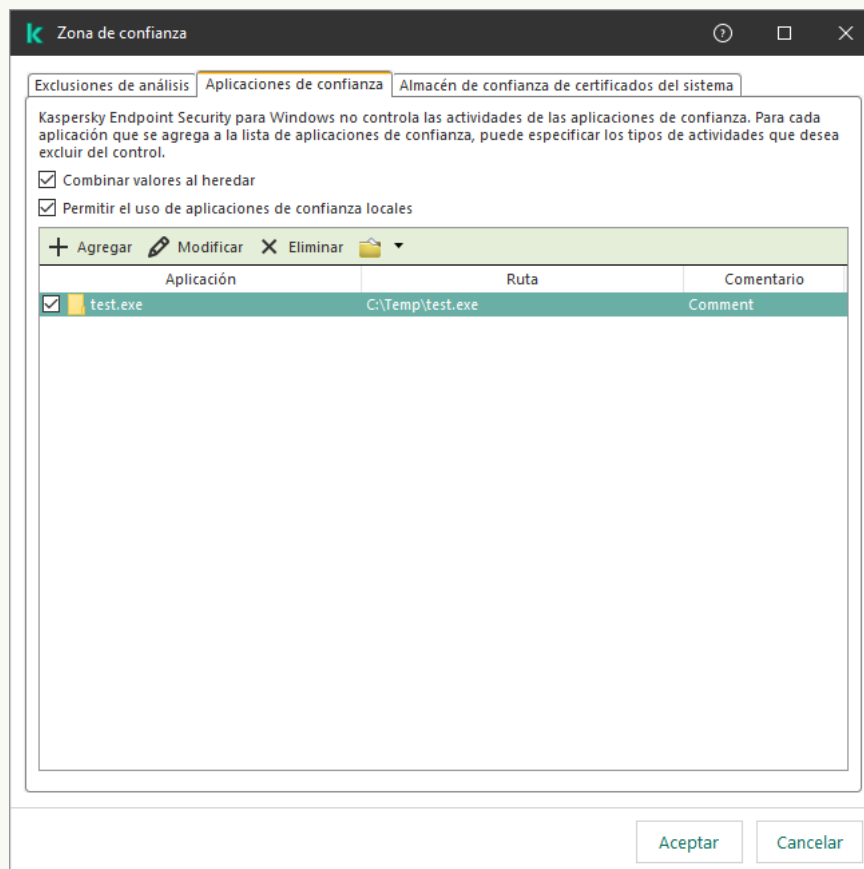 Zona de confianza
Exclusiones de análisis Aplicaciones de confianza Almacén de confianza de certificados del sistema
Kaspersky Endpoint Security para Windows no controla las actividades de las aplicaciones de confianza. Para cada
aplicación que se agrega a la lista de aplicaciones de confianza, puede especificar los tipos de actividades que desea
excluir del control.
Combinar valores al heredar
Permitir el uso de aplicaciones de confianza locales
Agregar Modificar Eliminar
Aplicación Ruta Comentario
test.exe C:\Temp\test.exe Comment
Aceptar Cancelar